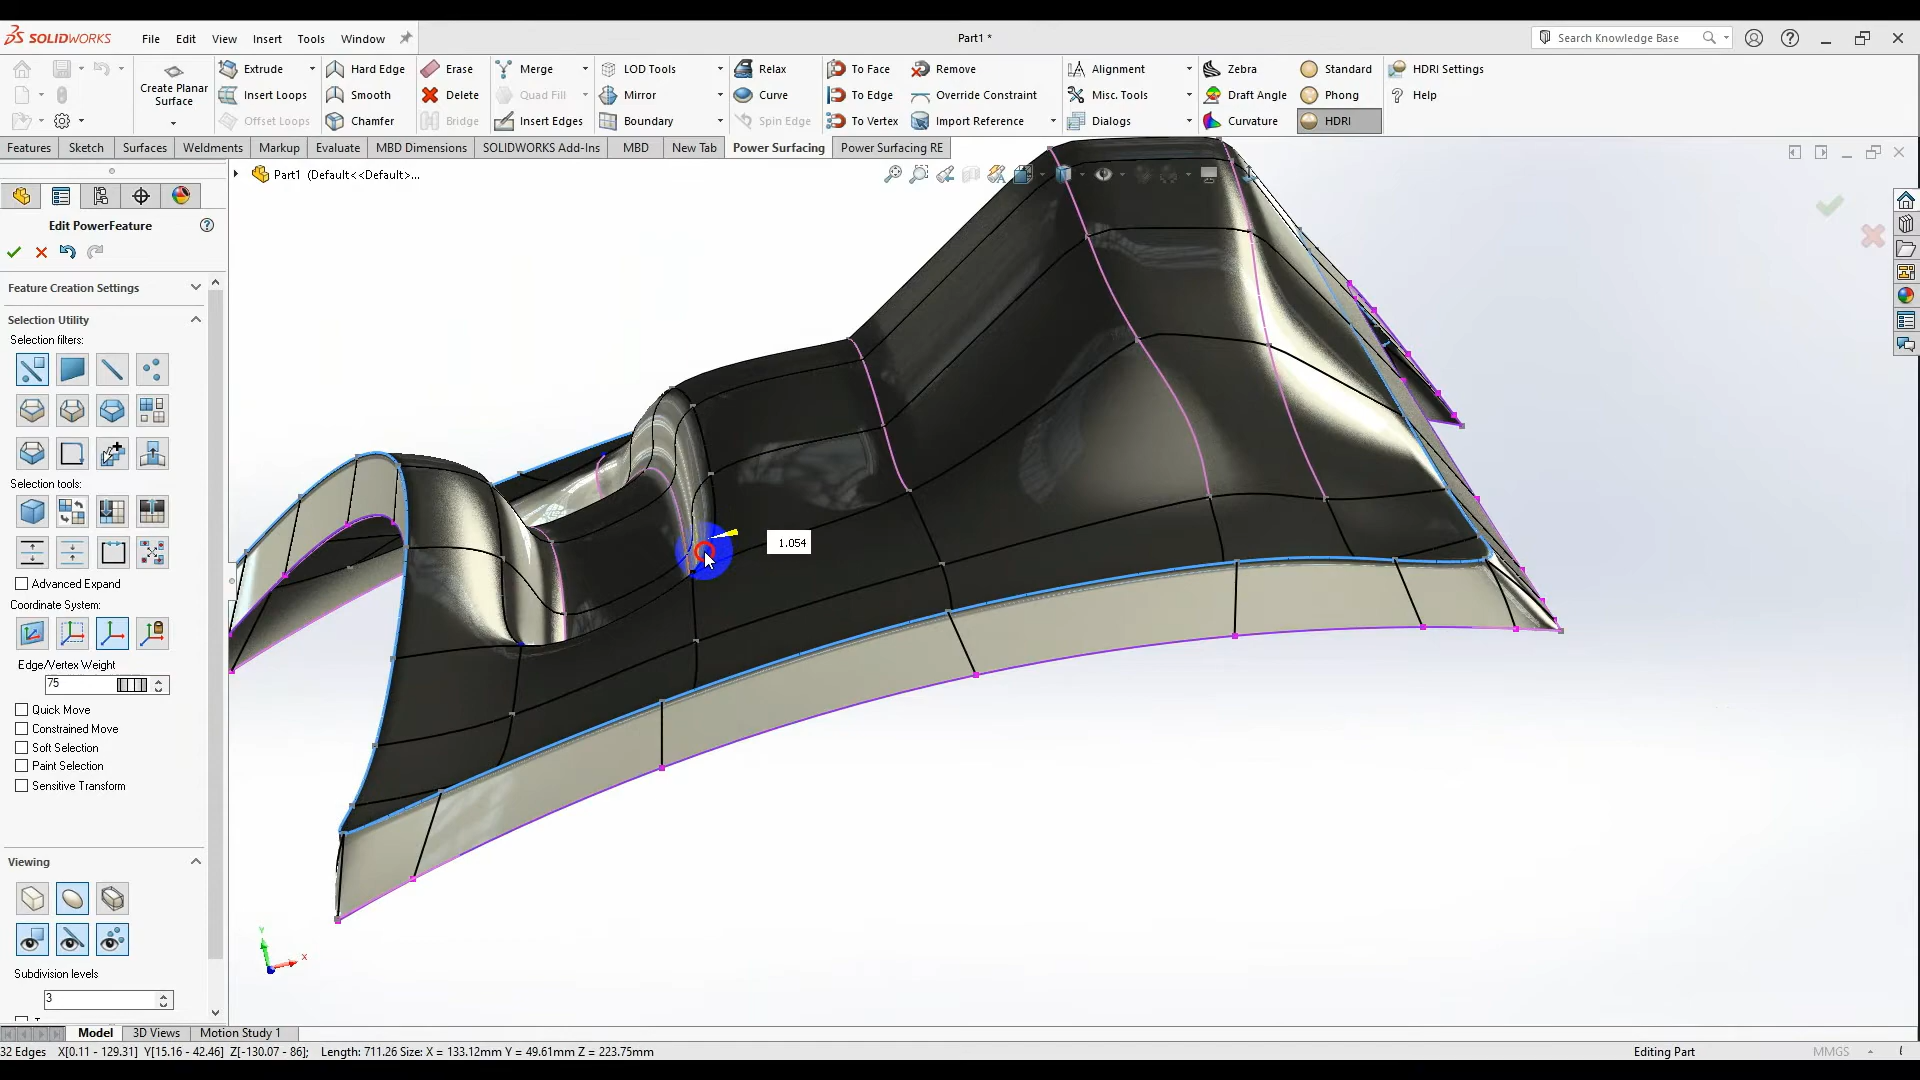 SOLIDWORKS File Edit View Insert Tools Window Part1 * Search Knowledge Base
Extrude Hard Edge Erase Merge LOD Tools Relax To Face Remove Alignment Zebra Standard HDRI Settings
Create Planar Surface
Insert Loops Smooth Delete Quad Fill Mirror Curve To Edge Override Constraint Misc. Tools Draft Angle Phong Help
Offset Loops Chamfer Bridge Insert Edges Boundary Spin Edge To Vertex Import Reference Dialogs Curvature HDRI
Features Sketch Surfaces Weldments Markup Evaluate MBD Dimensions SOLIDWORKS Add-Ins MBD New Tab Power Surfacing Power Surfacing RE
Part1 (Default<<Default>...
Edit PowerFeature
Feature Creation Settings
Selection Utility
Selection filters:
Selection tools:
Advanced Expand
Coordinate System:
Edge/Vertex Weight
75
Quick Move
Constrained Move
Soft Selection
Paint Selection
Sensitive Transform
Viewing
Subdivision levels
3
1.054
Y
X
Model 3D Views Motion Study 1
32 Edges X[0.11 - 129.31] Y[15.16 - 42.46] Z[-130.07 - 86]; Length: 711.26 Size: X = 133.12mm Y = 49.61mm Z = 223.75mm Editing Part MMGS